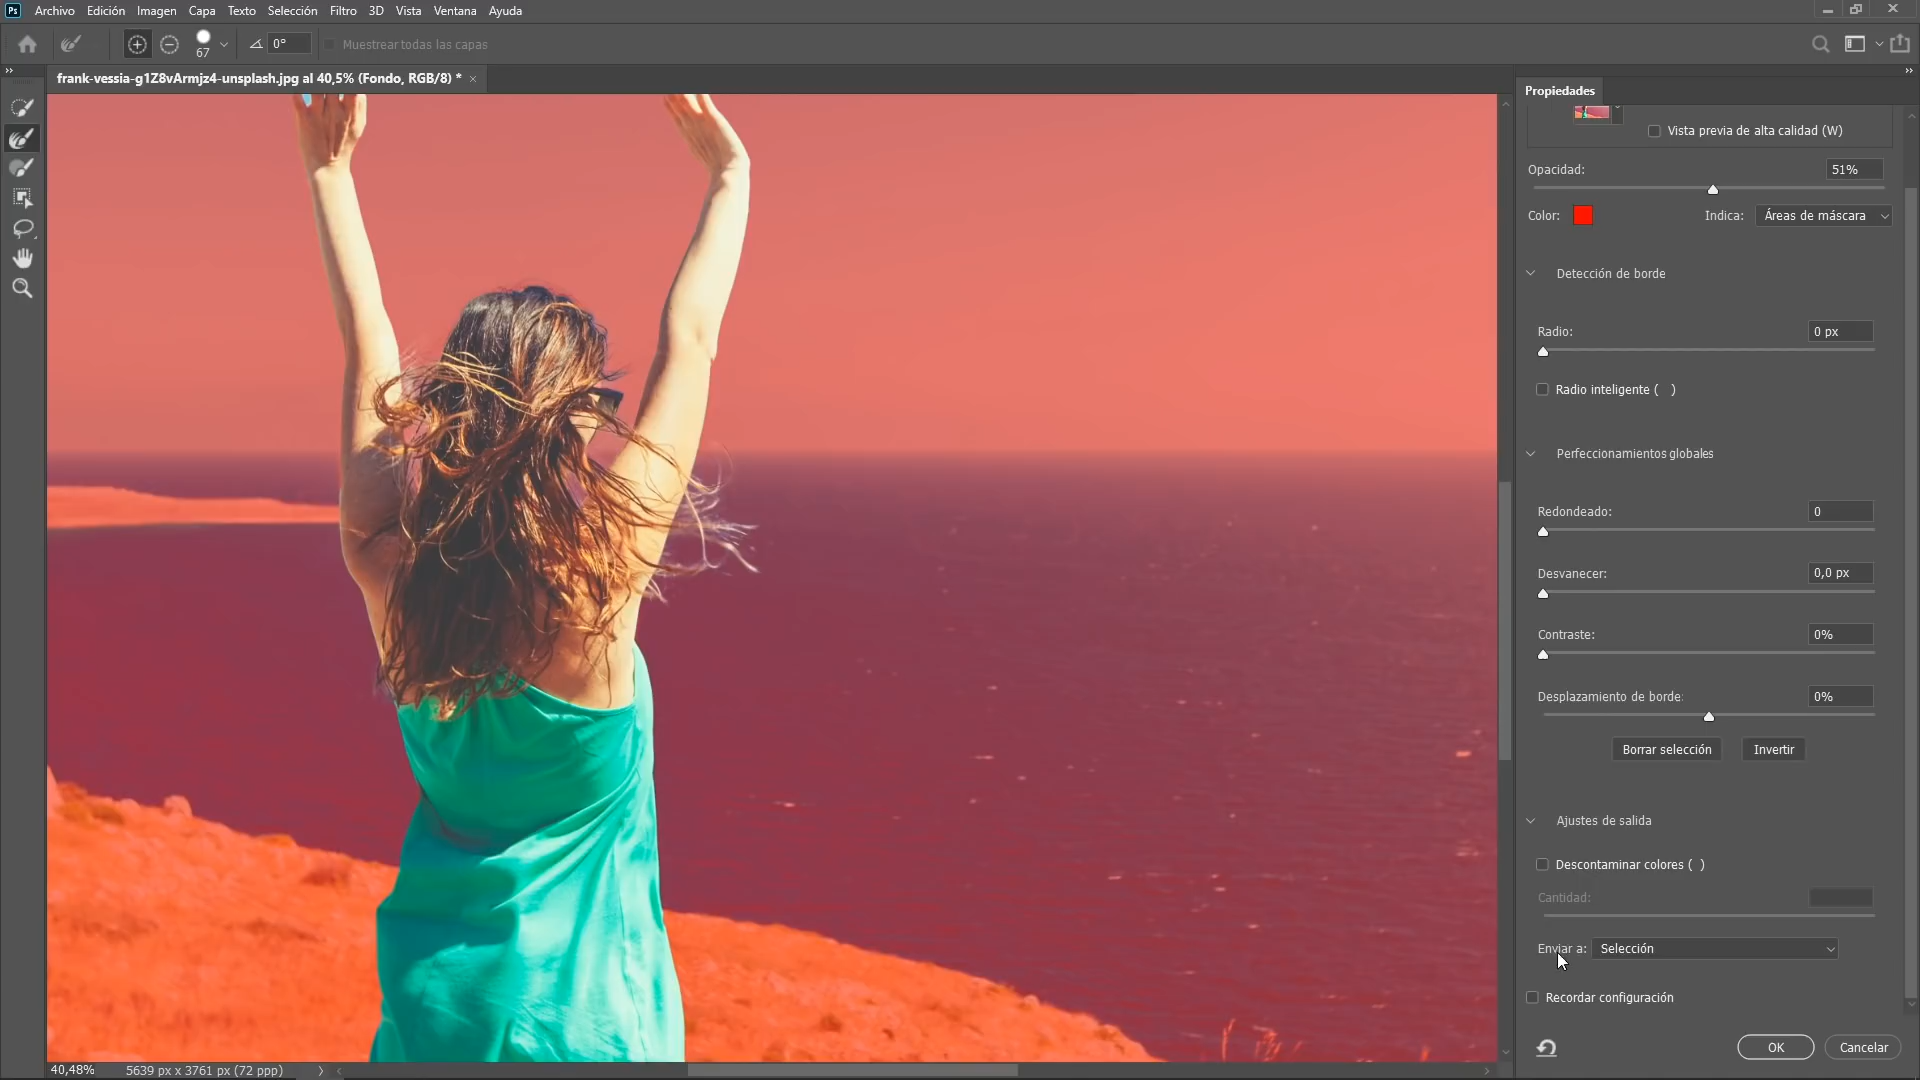 Ps Archivo Edición Imagen Capa Texto Selección Filtro 3D Vista Ventana Ayuda
67 0° Muestrear todas las capas
frank-vessia-g1Z8vArmjz4-unsplash.jpg al 40,5% (Fondo, RGB/8) *
Propiedades
Vista previa de alta calidad (W)
Opacidad: 51%
Color: Indica: Áreas de máscara
Detección de borde
Radio: 0 px
Radio inteligente ( )
Perfeccionamientos globales
Redondeado: 0
Desvanecer: 0,0 px
Contraste: 0%
Desplazamiento de borde: 0%
Borrar selección Invertir
Ajustes de salida
Descontaminar colores ( )
Cantidad:
Enviar a: Selección
Recordar configuración
OK Cancelar
40,48% 5639 px x 3761 px (72 ppp)